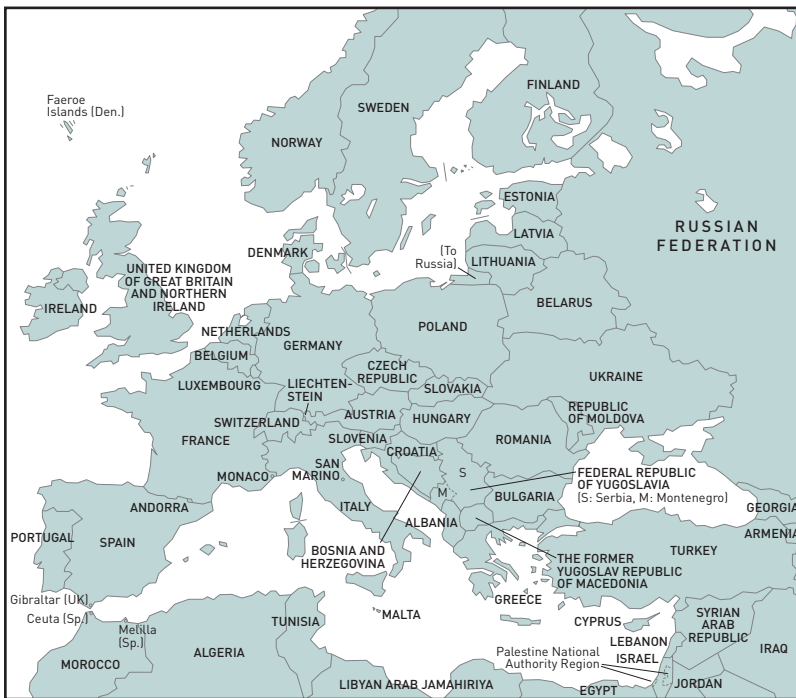 Faeroe
Islands (Den.)
FINLAND
SWEDEN
NORWAY
ESTONIA
RUSSIAN
FEDERATION
LATVIA
DENMARK
(To
Russia)
LITHUANIA
UNITED KINGDOM
OF GREAT BRITAIN
AND NORTHERN
IRELAND
IRELAND
BELARUS
NETHERLANDS
POLAND
GERMANY
BELGIUM
CZECH
REPUBLIC
UKRAINE
LUXEMBOURG
LIECHTEN-
STEIN
SLOVAKIA
AUSTRIA
REPUBLIC
OF MOLDOVA
SWITZERLAND
HUNGARY
FRANCE
SLOVENIA
ROMANIA
CROATIA
MONACO
SAN
MARINO
S
FEDERAL REPUBLIC
OF YUGOSLAVIA
(S: Serbia, M: Montenegro)
M
BULGARIA
ANDORRA
ITALY
GEORGIA
PORTUGAL
SPAIN
ALBANIA
ARMENIA
BOSNIA AND
HERZEGOVINA
THE FORMER
YUGOSLAV REPUBLIC
OF MACEDONIA
TURKEY
Gibraltar (UK)
GREECE
Ceuta (Sp.)
MALTA
CYPRUS
SYRIAN
ARAB
REPUBLIC
Melilla
(Sp.)
TUNISIA
LEBANON
IRAQ
ALGERIA
Palestine National
Authority Region
ISRAEL
MOROCCO
LIBYAN ARAB JAMAHIRIYA
EGYPT
JORDAN